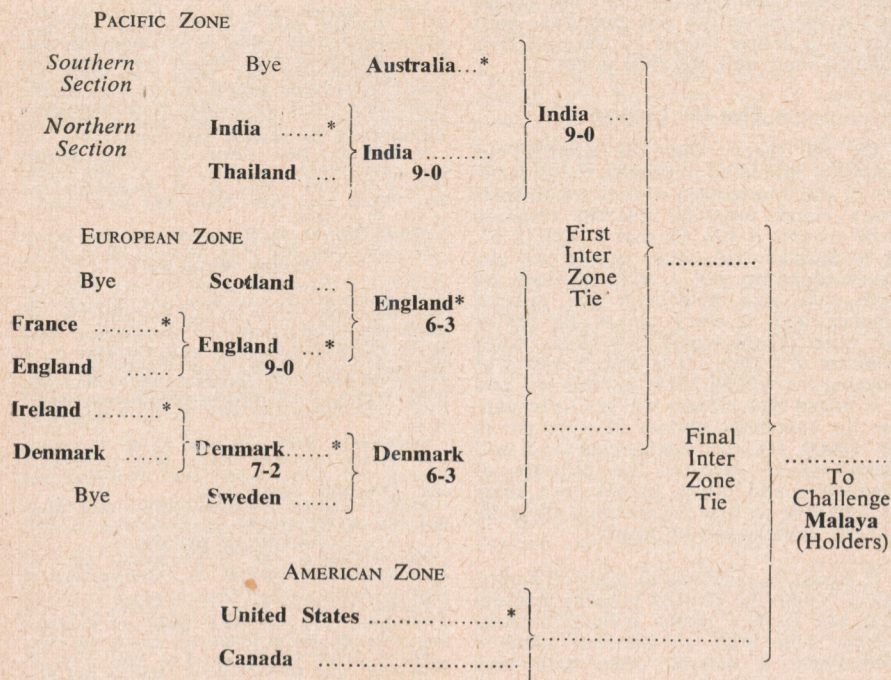 PACIFIC ZONE
Southern Section Bye Australia...*
Northern Section India ......*
Thailand ...
India .........
9-0
India ...
9-0
EUROPEAN ZONE
Bye Scotland ...
France .........*
England ......
England ...*
9-0
England*
6-3
Ireland .........*
Denmark ......
Denmark......*
7-2
Bye Sweden ......
Denmark
6-3
First
Inter
Zone
Tie
............
............
Final
Inter
Zone
Tie
..............
To
Challenge
Malaya
(Holders)
AMERICAN ZONE
United States ....................*
Canada ..........................
............................